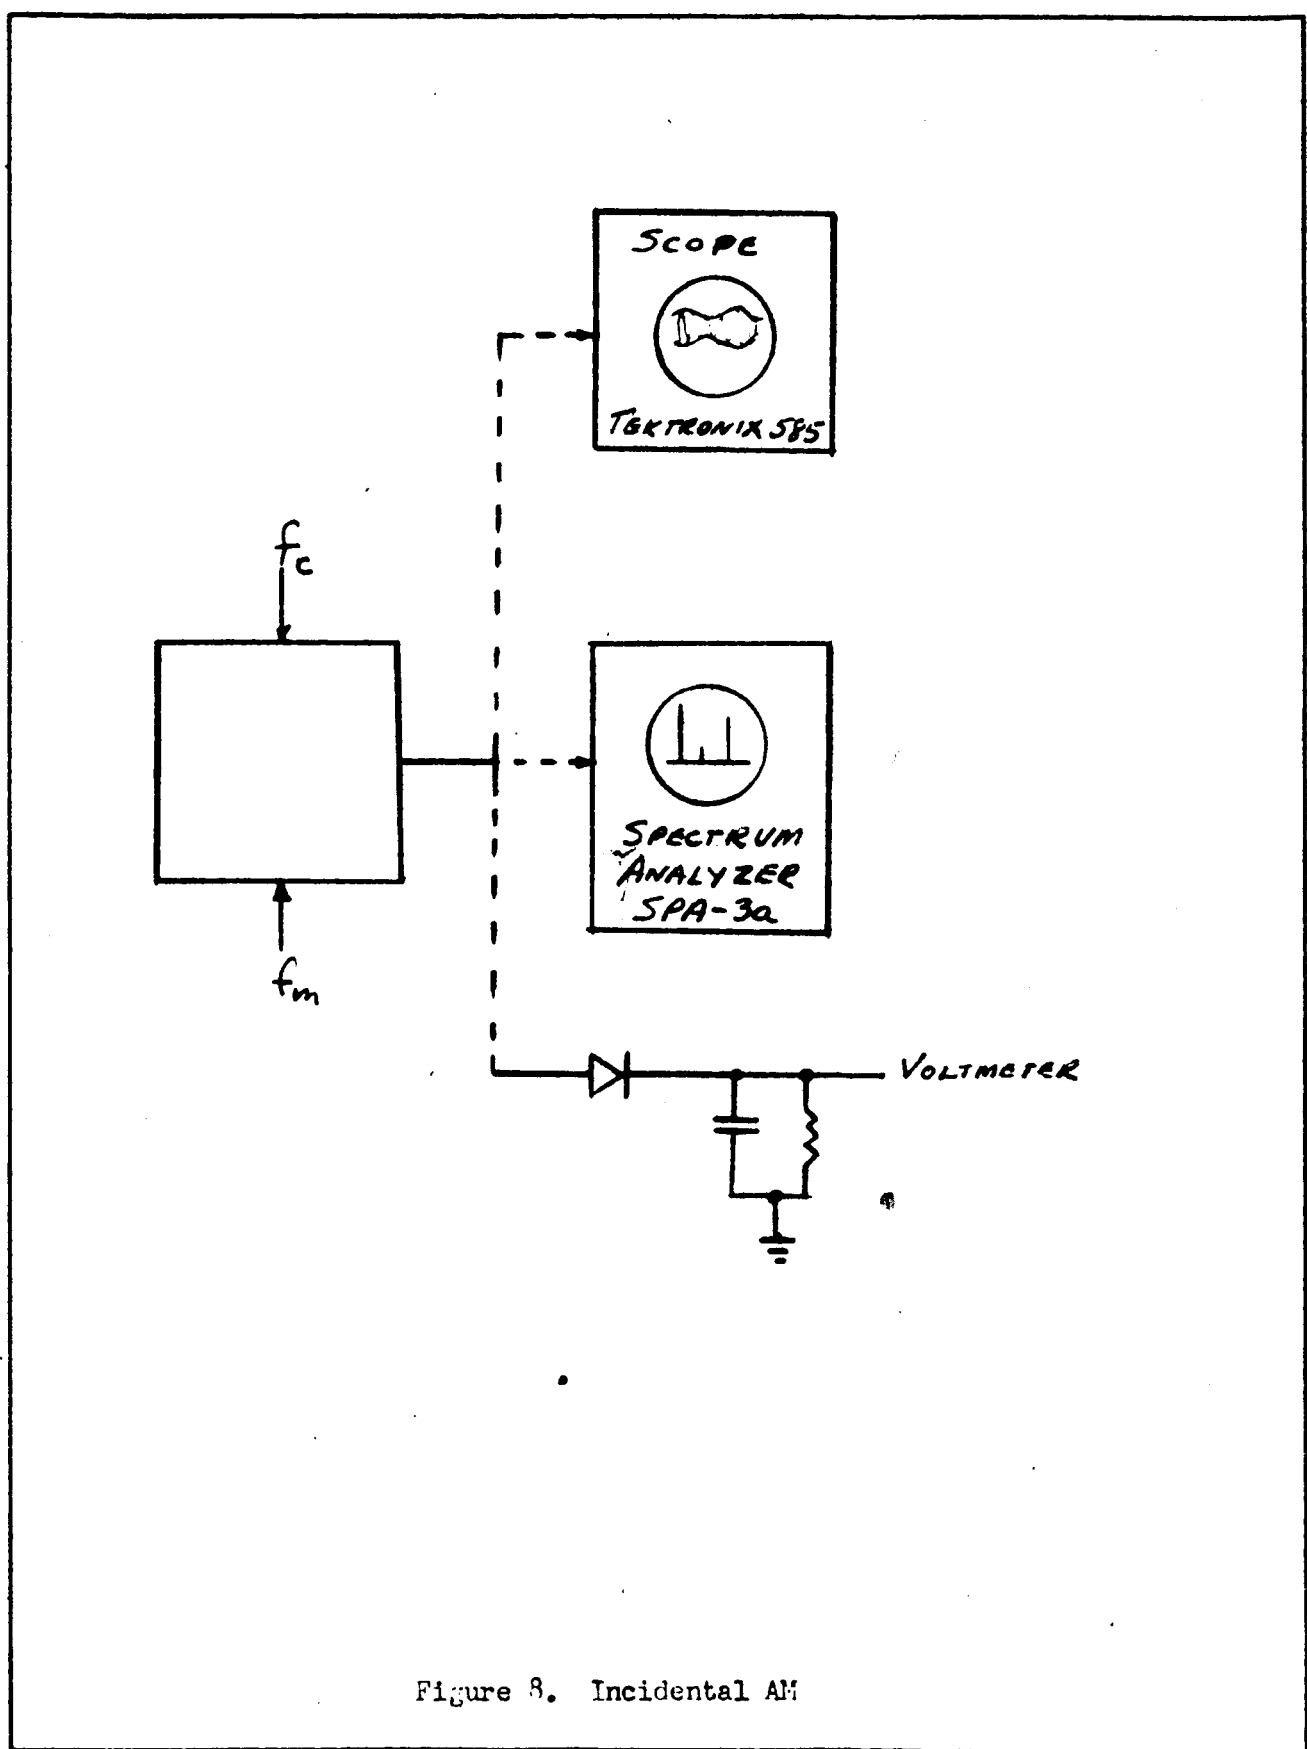 SCOPE
TEKTRONIX 585
fc
SPECTRUM
ANALYZER
SPA-3a
fm
VOLTMETER
Figure 8. Incidental AM